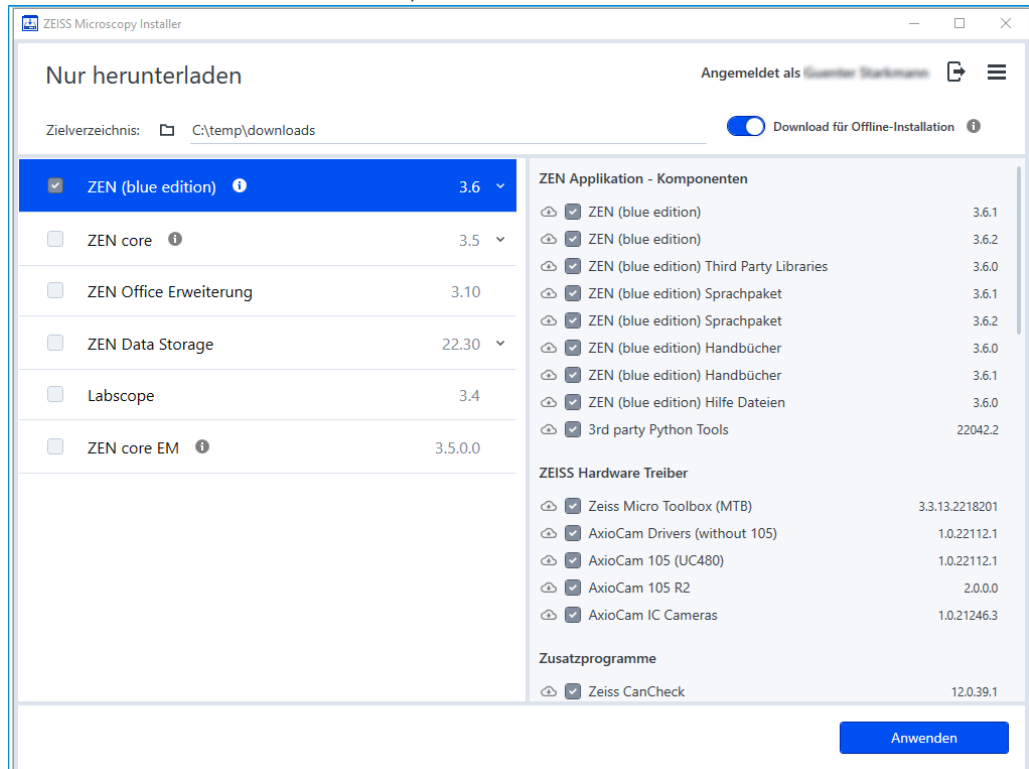 ZEISS Microscopy Installer
Nur herunterladen
Angemeldet als
Zielverzeichnis: C:\temp\downloads
Download für Offline-Installation
ZEN (blue edition) 3.6
ZEN core 3.5
ZEN Office Erweiterung 3.10
ZEN Data Storage 22.30
Labscope 3.4
ZEN core EM 3.5.0.0
ZEN Applikation - Komponenten
ZEN (blue edition) 3.6.1
ZEN (blue edition) 3.6.2
ZEN (blue edition) Third Party Libraries 3.6.0
ZEN (blue edition) Sprachpaket 3.6.1
ZEN (blue edition) Sprachpaket 3.6.2
ZEN (blue edition) Handbücher 3.6.0
ZEN (blue edition) Handbücher 3.6.1
ZEN (blue edition) Hilfe Dateien 3.6.0
3rd party Python Tools 22042.2
ZEISS Hardware Treiber
Zeiss Micro Toolbox (MTB) 3.3.13.2218201
AxioCam Drivers (without 105) 1.0.22112.1
AxioCam 105 (UC480) 1.0.22112.1
AxioCam 105 R2 2.0.0.0
AxioCam IC Cameras 1.0.21246.3
Zusatzprogramme
Zeiss CanCheck 12.0.39.1
Anwenden